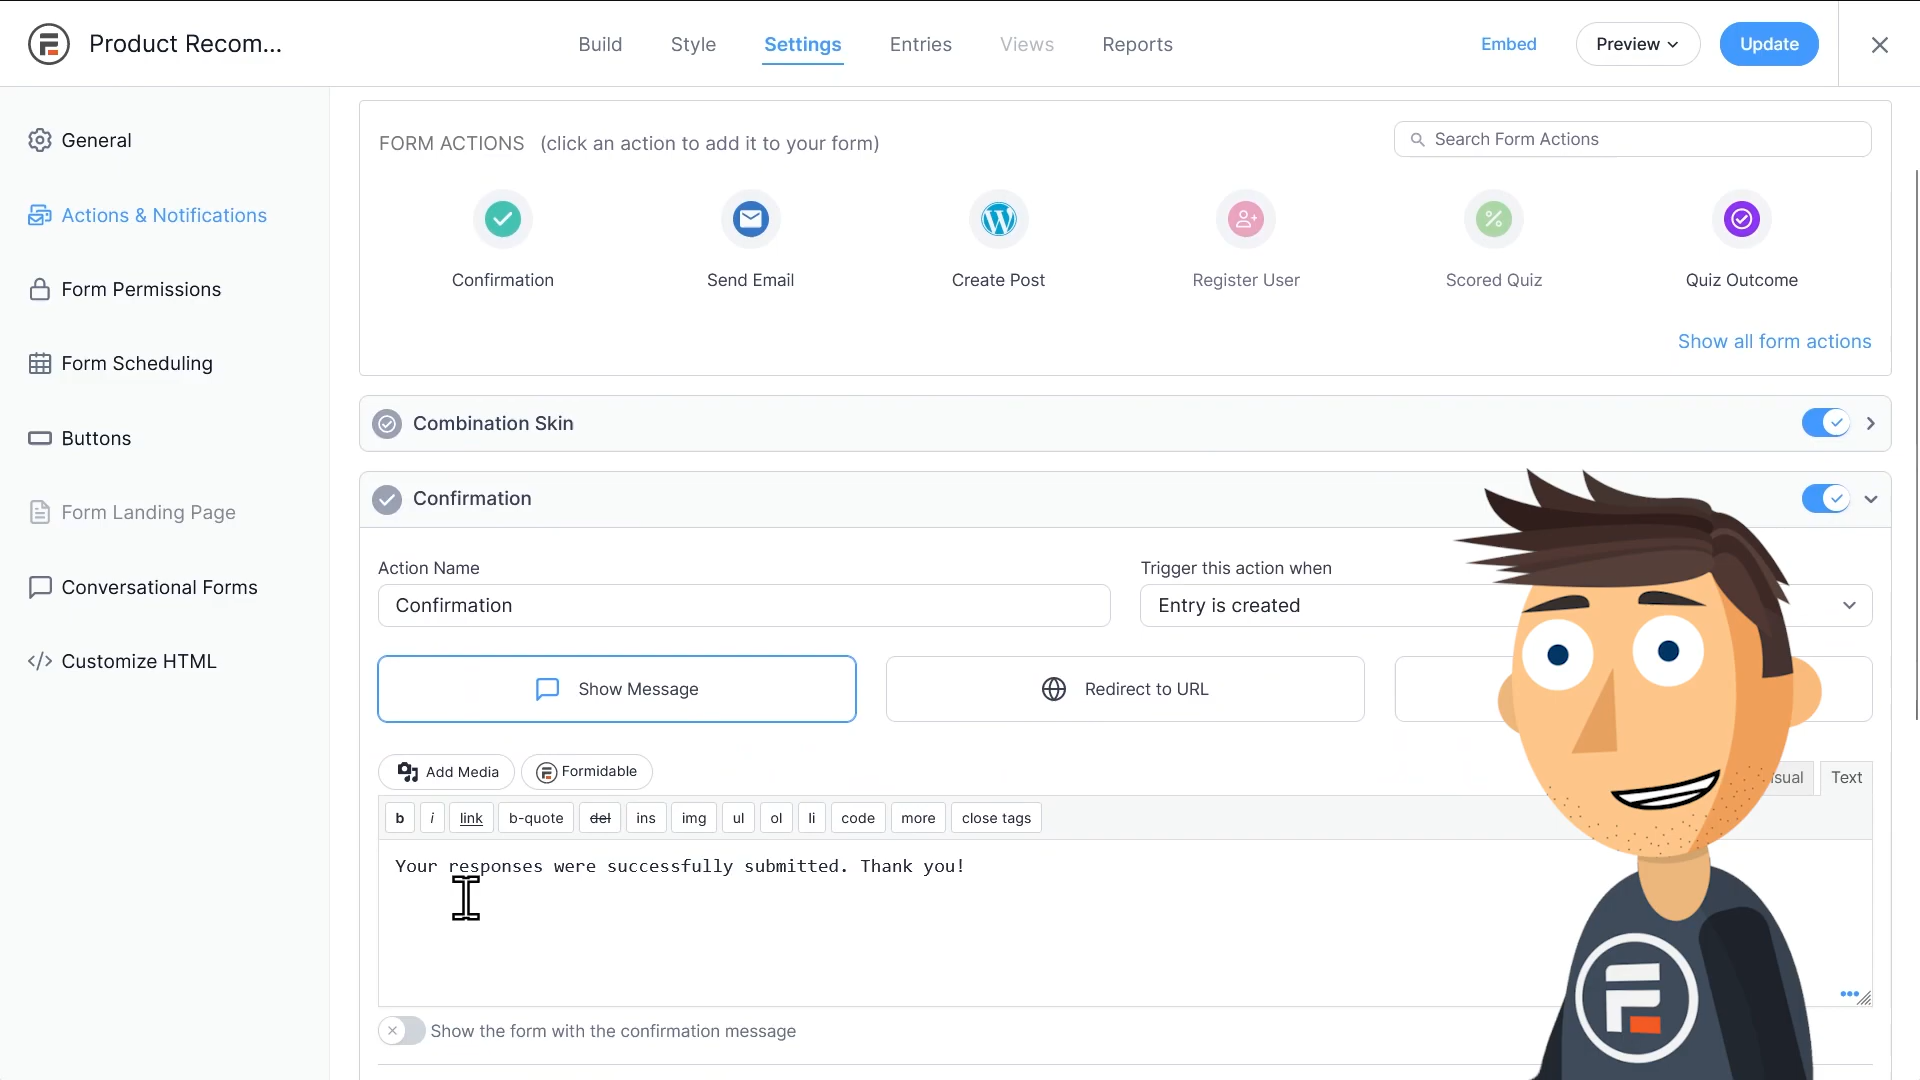 Product Recom...
Build
Style
Settings
Entries
Views
Reports
Embed
Preview
Update
General
Actions & Notifications
Form Permissions
Form Scheduling
Buttons
Form Landing Page
Conversational Forms
Customize HTML
FORM ACTIONS (click an action to add it to your form)
Search Form Actions
Confirmation
Send Email
Create Post
Register User
Scored Quiz
Quiz Outcome
Show all form actions
Combination Skin
Confirmation
Action Name
Trigger this action when
Confirmation
Entry is created
Show Message
Redirect to URL
Add Media
Formidable
sual
Text
b
i
link
b-quote
del
ins
img
ul
ol
li
code
more
close tags
Your responses were successfully submitted. Thank you!
Show the form with the confirmation message